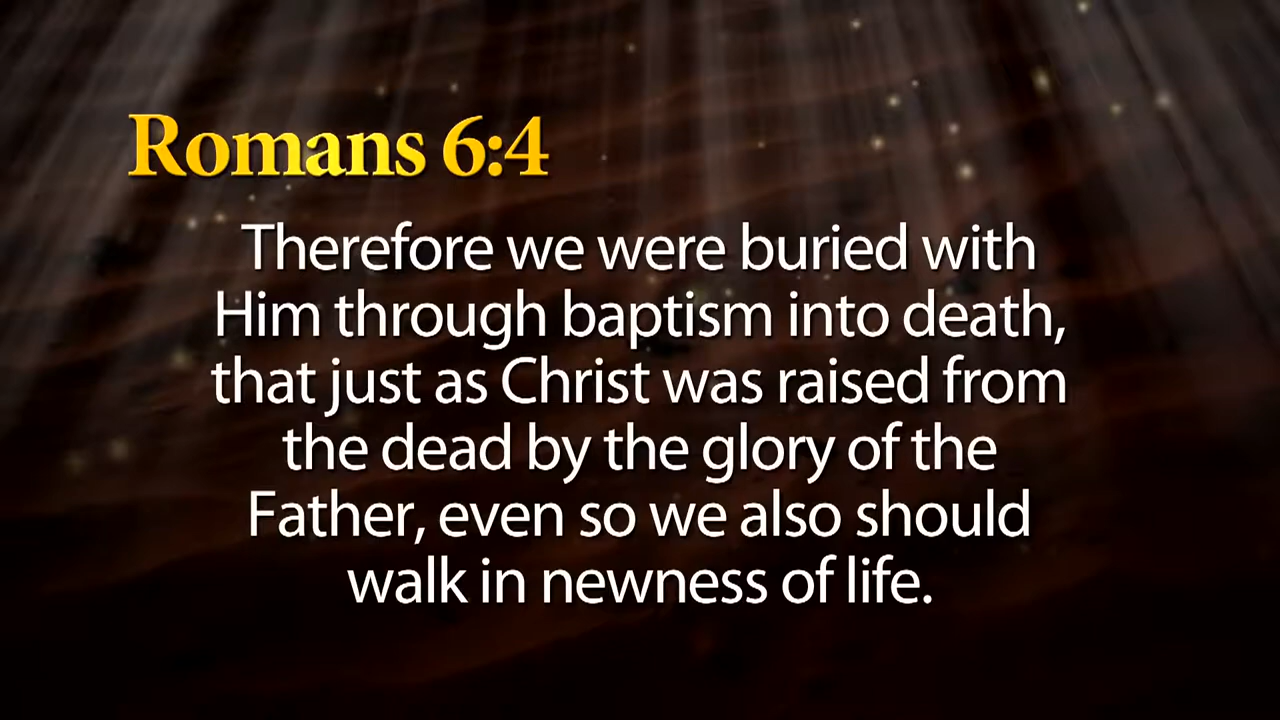 Romans 6:4
Therefore we were buried with
Him through baptism into death,
that just as Christ was raised from
the dead by the glory of the
Father, even so we also should
walk in newness of life.